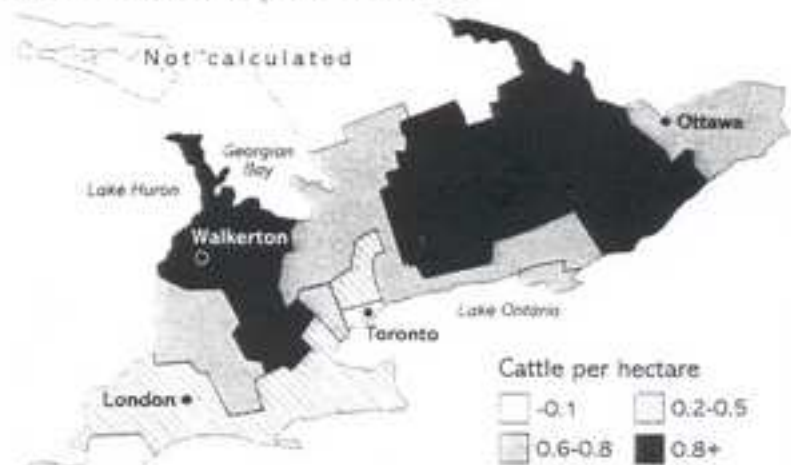 Not calculated
Ottawa
Georgian
Bay
Lake Huron
Walkerton
Lake Ontario
Toronto
Cattle per hectare
London
-0.1
0.2-0.5
0.6-0.8
0.8+